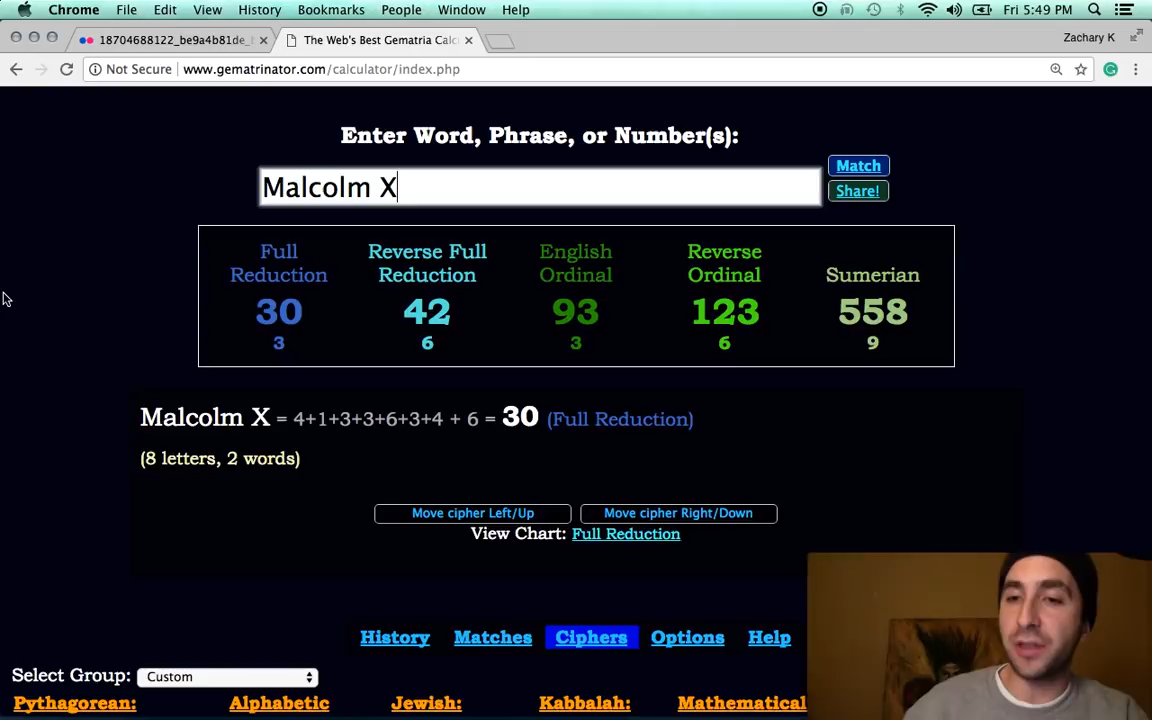 Chrome File Edit View History Bookmarks People Window Help Fri 5:49 PM
18704688122_be9a4b81de_ The Web's Best Gematria Calc Zachary K
Not Secure www.gematrinator.com/calculator/index.php
Enter Word, Phrase, or Number(s):
Malcolm X
Match
Share!
Full Reduction
30
3
Reverse Full Reduction
42
6
English Ordinal
93
3
Reverse Ordinal
123
6
Sumerian
558
9
Malcolm X = 4+1+3+3+6+3+4 + 6 = 30 (Full Reduction)
(8 letters, 2 words)
Move cipher Left/Up Move cipher Right/Down
View Chart: Full Reduction
History Matches Ciphers Options Help
Select Group: Custom
Pythagorean: Alphabetic Jewish: Kabbalah: Mathematical